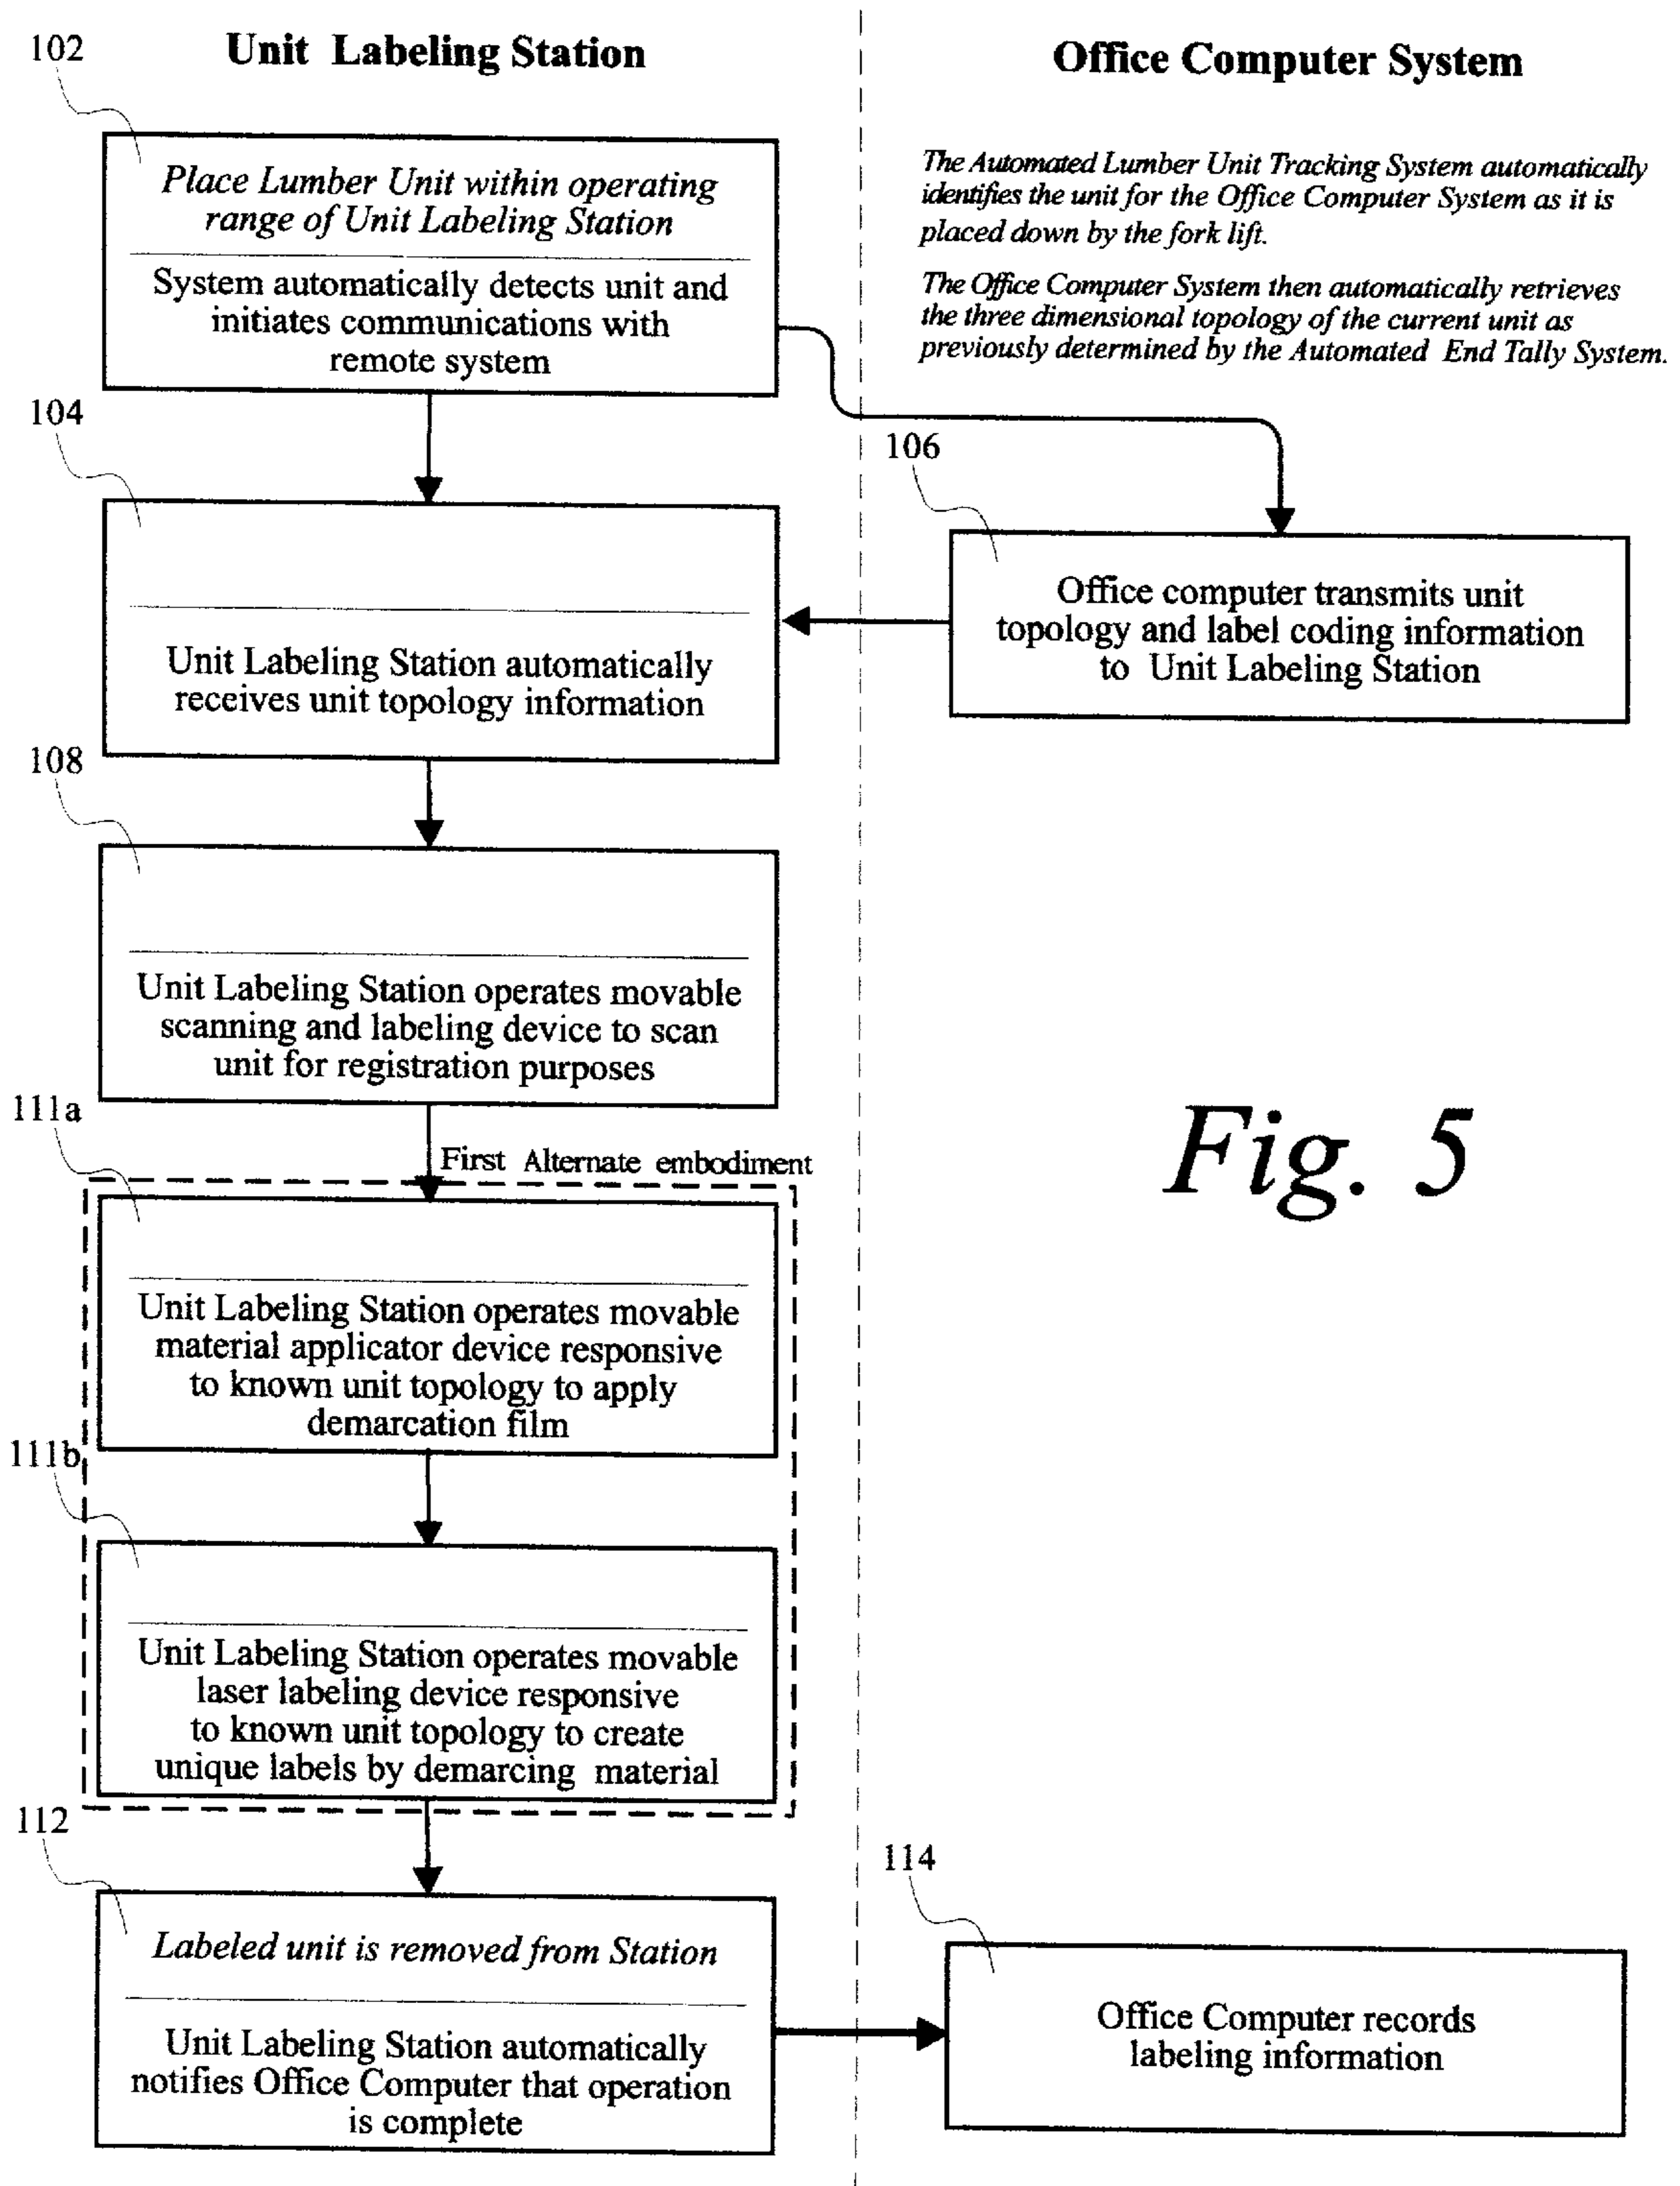 102
Unit Labeling Station
Office Computer System
Place Lumber Unit within operating
range of Unit Labeling Station
System automatically detects unit and
initiates communications with
remote system
The Automated Lumber Unit Tracking System automatically
identifies the unit for the Office Computer System as it is
placed down by the fork lift.
The Office Computer System then automatically retrieves
the three dimensional topology of the current unit as
previously determined by the Automated End Tally System.
104
106
Unit Labeling Station automatically
receives unit topology information
Office computer transmits unit
topology and label coding information
to Unit Labeling Station
108
Unit Labeling Station operates movable
scanning and labeling device to scan
unit for registration purposes
111a
First Alternate embodiment
Fig. 5
Unit Labeling Station operates movable
material applicator device responsive
to known unit topology to apply
demarcation film
111b
Unit Labeling Station operates movable
laser labeling device responsive
to known unit topology to create
unique labels by demarcing material
112
114
Labeled unit is removed from Station
Unit Labeling Station automatically
notifies Office Computer that operation
is complete
Office Computer records
labeling information